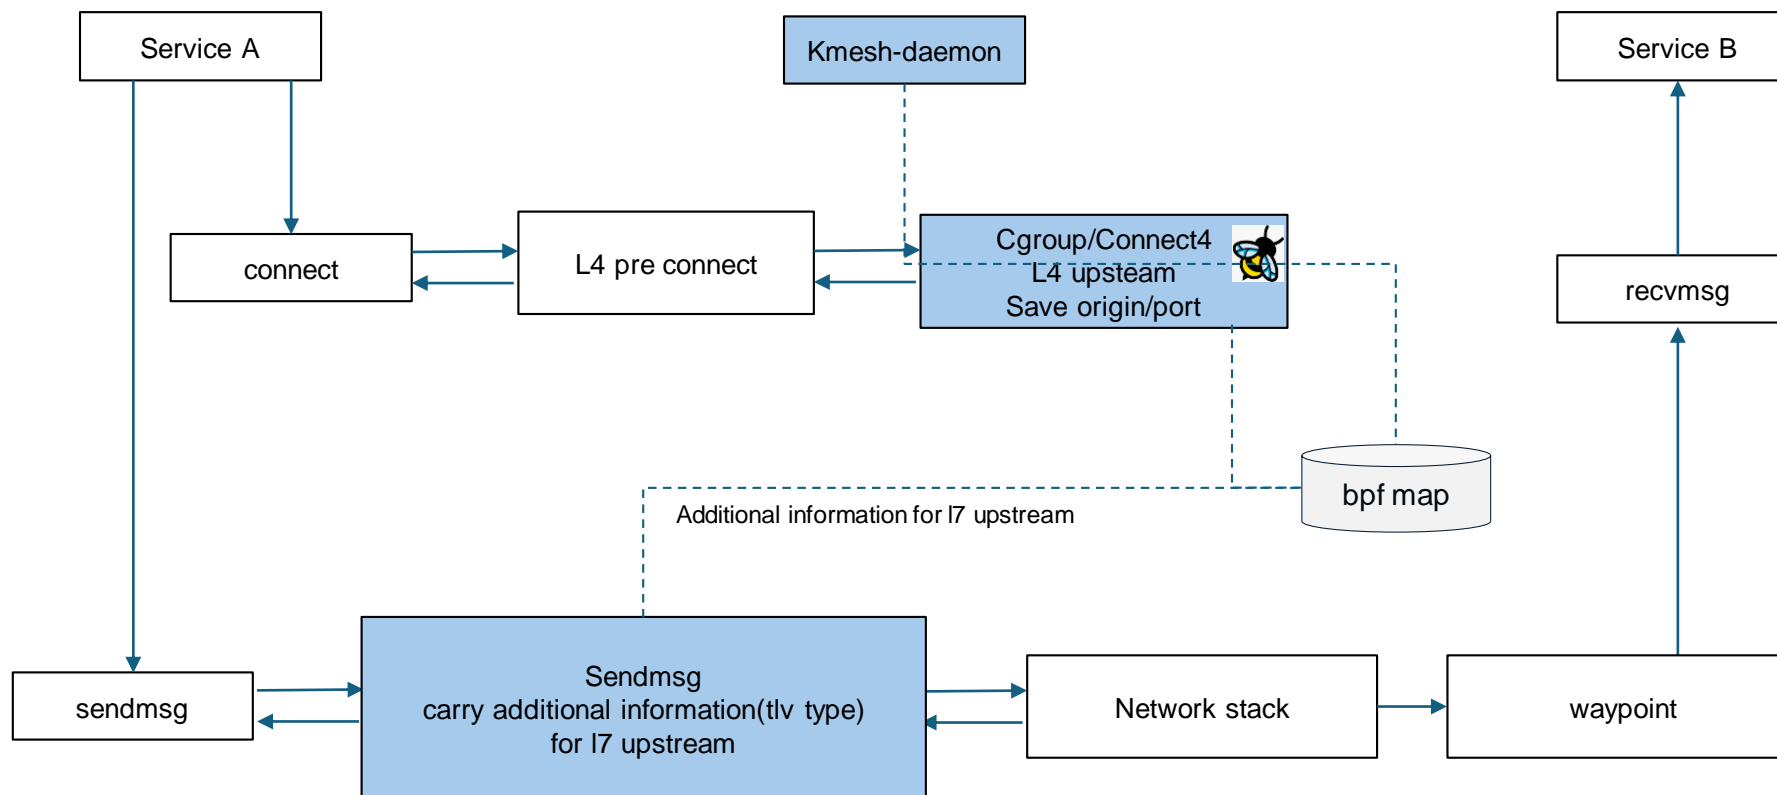 Service A
Kmesh-daemon
Service B
connect
L4 pre connect
Cgroup/Connect4
L4 upsteam
Save origin/port
recvmsg
bpf map
Additional information for l7 upstream
sendmsg
Sendmsg
carry additional information(tlv type)
for l7 upstream
Network stack
waypoint